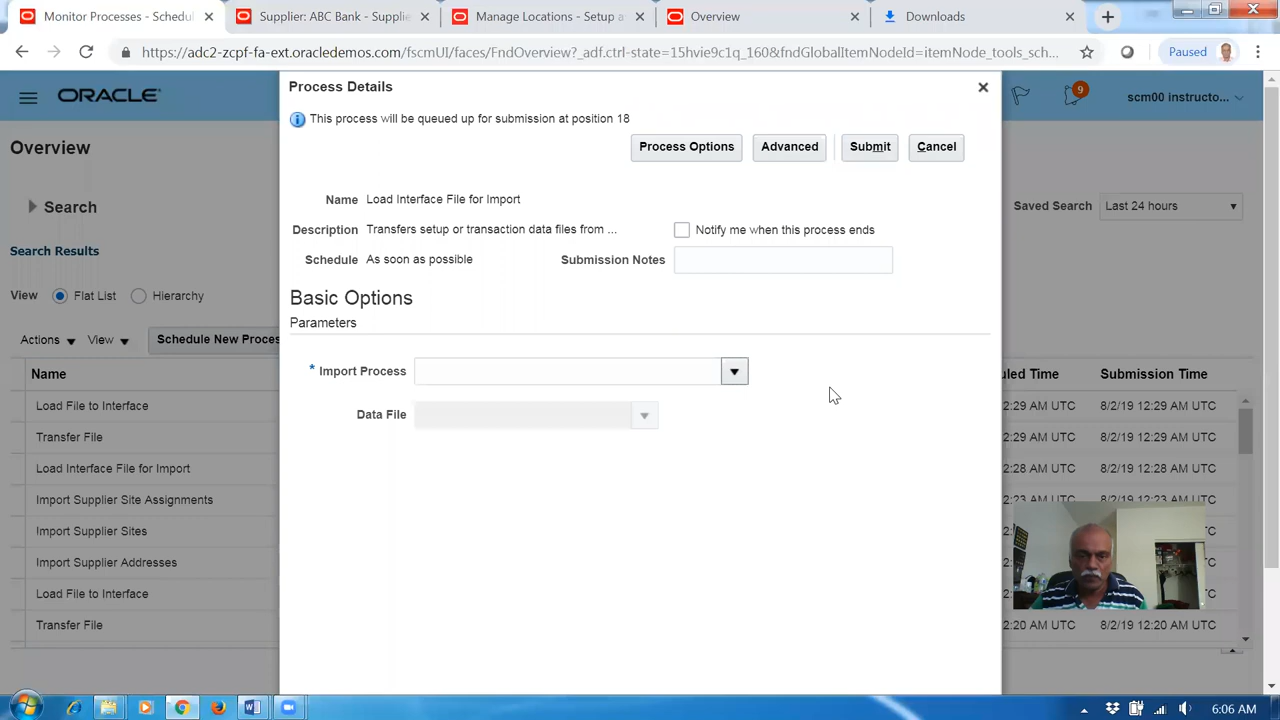 Monitor Processes - Schedu
Supplier: ABC Bank - Supplie
Manage Locations - Setup a
Overview
Downloads
https://adc2-zcpf-fa-ext.oracledemos.com/fscmUI/faces/FndOverview?_adf.ctrl-state=15hvie9c1q_160&fndGlobalItemNodeId=itemNode_tools_sch...
Paused
ORACLE
9
scm00 instructo...
Process Details
This process will be queued up for submission at position 18
Process Options
Advanced
Submit
Cancel
Overview
Search
Saved Search
Last 24 hours
Name Load Interface File for Import
Description Transfers setup or transaction data files from ...
Notify me when this process ends
Search Results
Schedule As soon as possible
Submission Notes
View
Flat List
Hierarchy
Basic Options
Parameters
Actions
View
Schedule New Proces
* Import Process
Data File
Name
uled Time
Submission Time
Load File to Interface
2:29 AM UTC
8/2/19 12:29 AM UTC
Transfer File
2:29 AM UTC
8/2/19 12:29 AM UTC
Load Interface File for Import
2:28 AM UTC
8/2/19 12:28 AM UTC
Import Supplier Site Assignments
2:23 AM UTC
8/2/19 12:23 AM UTC
Import Supplier Sites
Import Supplier Addresses
Load File to Interface
Transfer File
2:20 AM UTC
8/2/19 12:20 AM UTC
6:06 AM